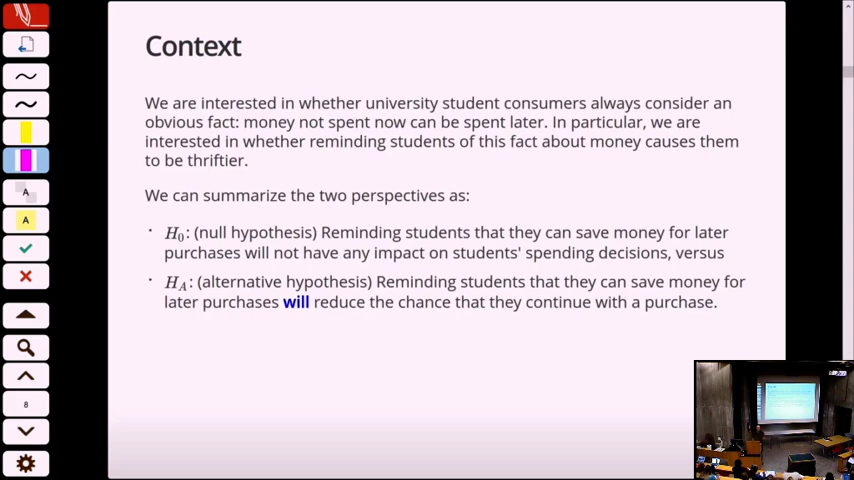 Context
We are interested in whether university student consumers always consider an
obvious fact: money not spent now can be spent later. In particular, we are
interested in whether reminding students of this fact about money causes them
to be thriftier.
We can summarize the two perspectives as:
· H0: (null hypothesis) Reminding students that they can save money for later
purchases will not have any impact on students' spending decisions, versus
· HA: (alternative hypothesis) Reminding students that they can save money for
later purchases will reduce the chance that they continue with a purchase.
A
A
8